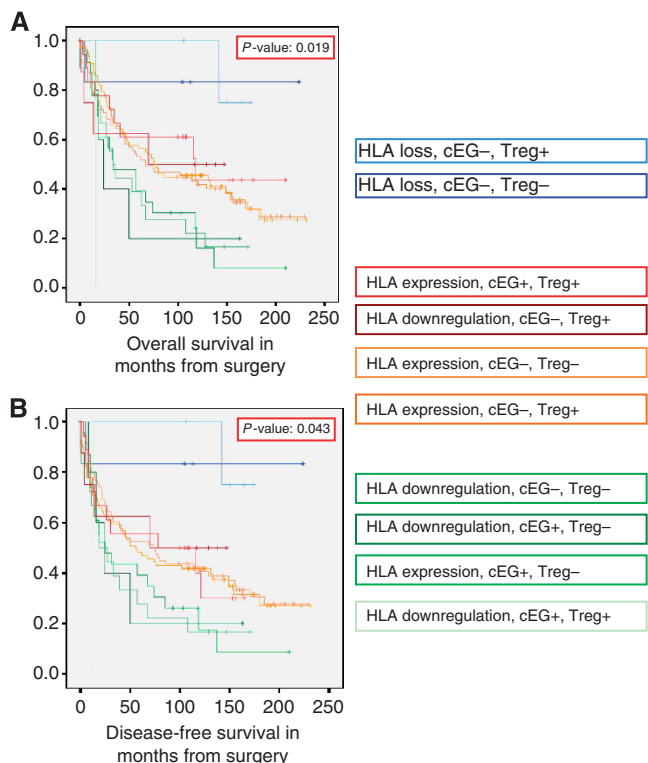 A
1.0
0.8
0.6
0.4
0.2
0.0
P-value: 0.019
0 50 100 150 200 250
Overall survival in
months from surgery
HLA loss, cEG–, Treg+
HLA loss, cEG–, Treg–
HLA expression, cEG+, Treg+
HLA downregulation, cEG–, Treg+
HLA expression, cEG–, Treg–
HLA expression, cEG–, Treg+
B
1.0
0.8
0.6
0.4
0.2
0.0
P-value: 0.043
0 50 100 150 200 250
Disease-free survival in
months from surgery
HLA downregulation, cEG–, Treg–
HLA downregulation, cEG+, Treg–
HLA expression, cEG+, Treg–
HLA downregulation, cEG+, Treg+